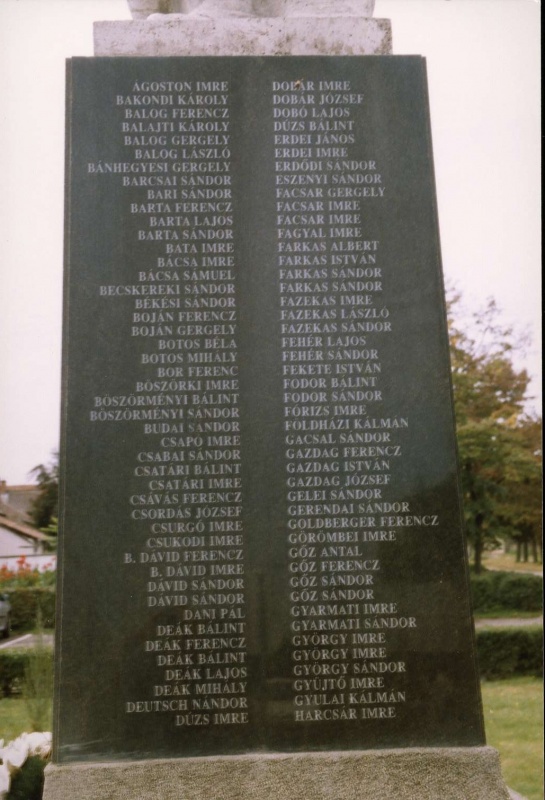 ÁGOSTON IMRE
BAKONDI KÁROLY
BALOG FERENCZ
BALAJTI KÁROLY
BALOG GERGELY
BALOG LÁSZLÓ
BÁNHEGYESI GERGELY
BARCSAI SÁNDOR
BARI SÁNDOR
BARTA FERENCZ
BARTA LAJOS
BARTA SÁNDOR
BATA IMRE
BÁCSA IMRE
BÁCSA SÁMUEL
BECSKEREKI SÁNDOR
BÉKÉSI SÁNDOR
BOJÁN FERENCZ
BOJÁN GERGELY
BOTOS BÉLA
BOTOS MIHÁLY
BOR FERENC
BÖSZÖRKI IMRE
BÖSZÖRMÉNYI BÁLINT
BÖSZÖRMÉNYI SÁNDOR
BUDAI SÁNDOR
CSAPÓ IMRE
CSABAI SÁNDOR
CSATÁRI BÁLINT
CSATÁRI IMRE
CSÁVÁS FERENCZ
CSORDÁS JÓZSEF
CSURGÓ IMRE
CSUKODI IMRE
B. DÁVID FERENCZ
B. DÁVID IMRE
DÁVID SÁNDOR
DÁVID SÁNDOR
DANI PÁL
DEÁK BÁLINT
DEÁK FERENCZ
DEÁK BÁLINT
DEÁK LAJOS
DEÁK MIHÁLY
DEUTSCH NÁNDOR
DÚZS IMRE
DOBÁR IMRE
DOBÁR JÓZSEF
DOBÓ LAJOS
DÚZS BÁLINT
ERDEI JÁNOS
ERDEI IMRE
ERDŐDI SÁNDOR
ESZENYI SÁNDOR
FACSAR GERGELY
FACSAR IMRE
FACSAR IMRE
FAGYAL IMRE
FARKAS ALBERT
FARKAS ISTVÁN
FARKAS SÁNDOR
FARKAS SÁNDOR
FAZEKAS IMRE
FAZEKAS LÁSZLÓ
FAZEKAS SÁNDOR
FEHÉR LAJOS
FEHÉR SÁNDOR
FEKETE ISTVÁN
FODOR BÁLINT
FODOR SÁNDOR
FÓRIZS IMRE
FÖLDHÁZI KÁLMÁN
GACSAL SÁNDOR
GAZDAG FERENCZ
GAZDAG ISTVÁN
GAZDAG JÓZSEF
GELEI SÁNDOR
GERENDAI SÁNDOR
GOLDBERGER FERENCZ
GÖRÖMBEI IMRE
GŐZ ANTAL
GŐZ FERENCZ
GŐZ SÁNDOR
GŐZ SÁNDOR
GYARMATI IMRE
GYARMATI SÁNDOR
GYÖRGY IMRE
GYÖRGY IMRE
GYÖRGY SÁNDOR
GYŰJTŐ IMRE
GYULAI KÁLMÁN
HARCSÁR IMRE